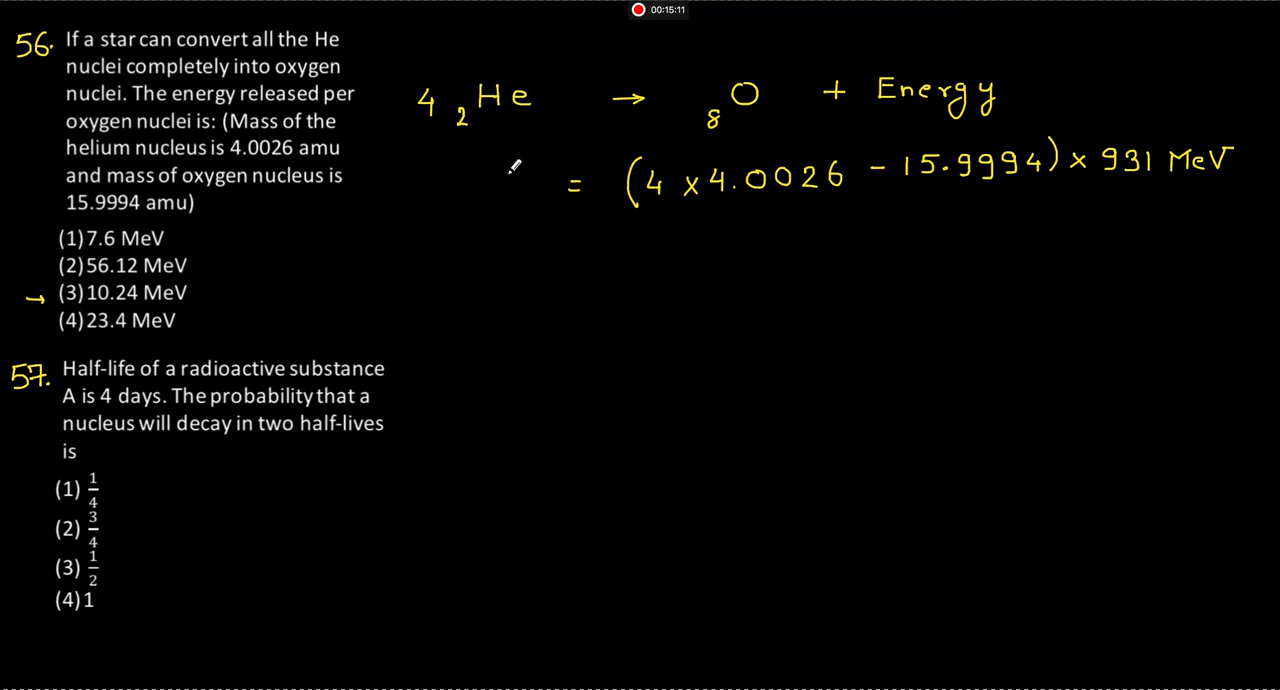 00:15:11
56. If a star can convert all the He
nuclei completely into oxygen
nuclei. The energy released per
oxygen nuclei is: (Mass of the
helium nucleus is 4.0026 amu
and mass of oxygen nucleus is
15.9994 amu)
(1) 7.6 MeV
(2) 56.12 MeV
→ (3) 10.24 MeV
(4) 23.4 MeV
4 ₂He → ₈O + Energy
= (4 × 4.0026 - 15.9994) × 931 MeV
57. Half-life of a radioactive substance
A is 4 days. The probability that a
nucleus will decay in two half-lives
is
(1) 1/4
(2) 3/4
(3) 1/2
(4) 1